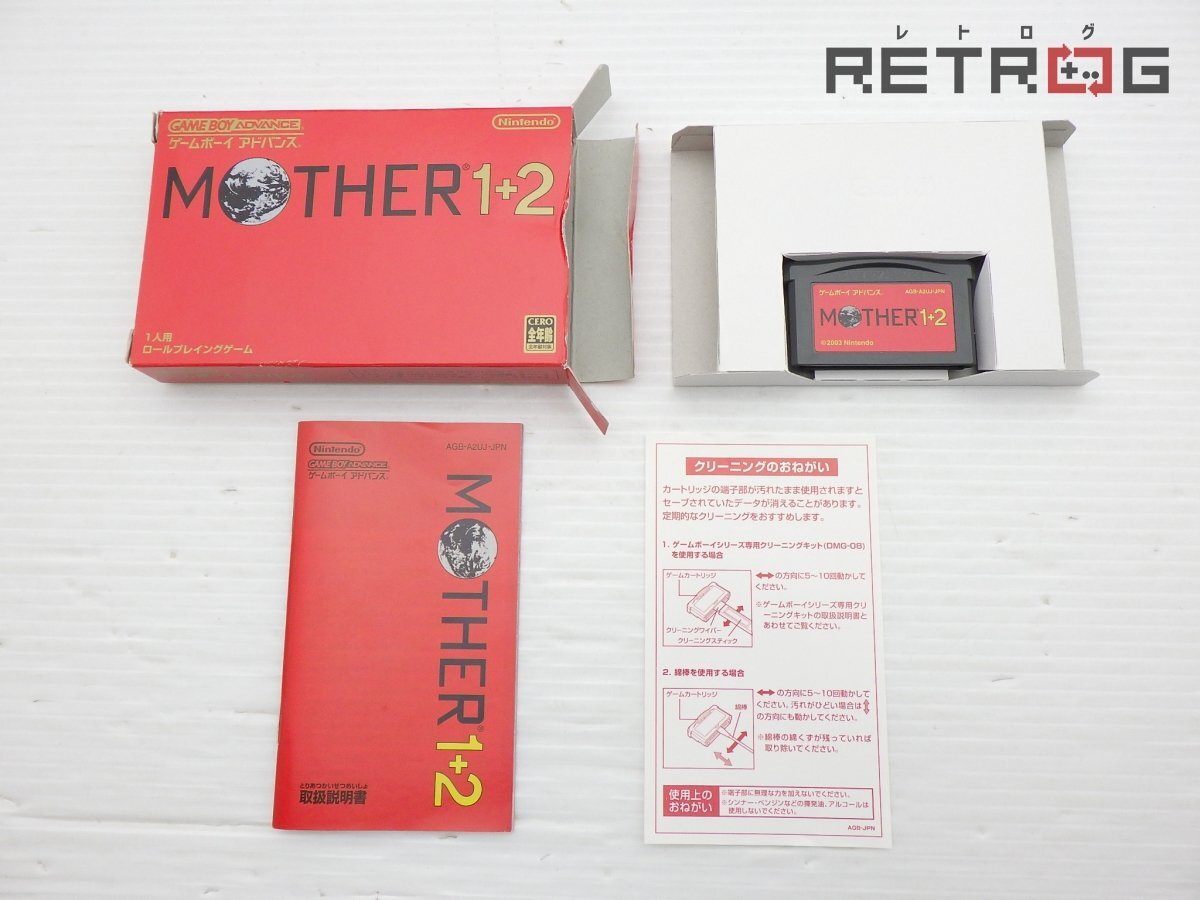 レトログ
RETROG
GAME BOY ADVANCE
Nintendo
ゲームボーイ アドバンス
MOTHER® 1+2
1人用
ロールプレイングゲーム
CERO
全年齢
全年齢対象
ゲームボーイ アドバンス
AGB-A2UJ-JPN
MOTHER 1+2
©2003 Nintendo
Nintendo
AGB-A2UJ-JPN
GAME BOY ADVANCE
ゲームボーイ アドバンス
MOTHER® 1+2
とりあつかいせつめいしょ
取扱説明書
クリーニングのおねがい
カートリッジの端子部が汚れたまま使用されますと
セーブされていたデータが消えることがあります。
定期的なクリーニングをおすすめします。
1. ゲームボーイシリーズ専用クリーニングキット(DMG-08)
を使用する場合
ゲームカートリッジ
クリーニングワイパー
クリーニングスティック
の方向に5〜10回動かして
ください。
※ゲームボーイシリーズ専用クリ
ーニングキットの取扱説明書と
あわせてご覧ください。
2. 綿棒を使用する場合
ゲームカートリッジ
綿棒
の方向に5〜10回動かして
ください。汚れがひどい場合は
の方向にも動かしてください。
※綿棒の綿くずが残っていれば
取り除いてください。
使用上の
おねがい
※端子部に無理な力を加えないでください。
※シンナー・ベンジンなどの揮発油、アルコールは
使用しないでください。
AGB-JPN